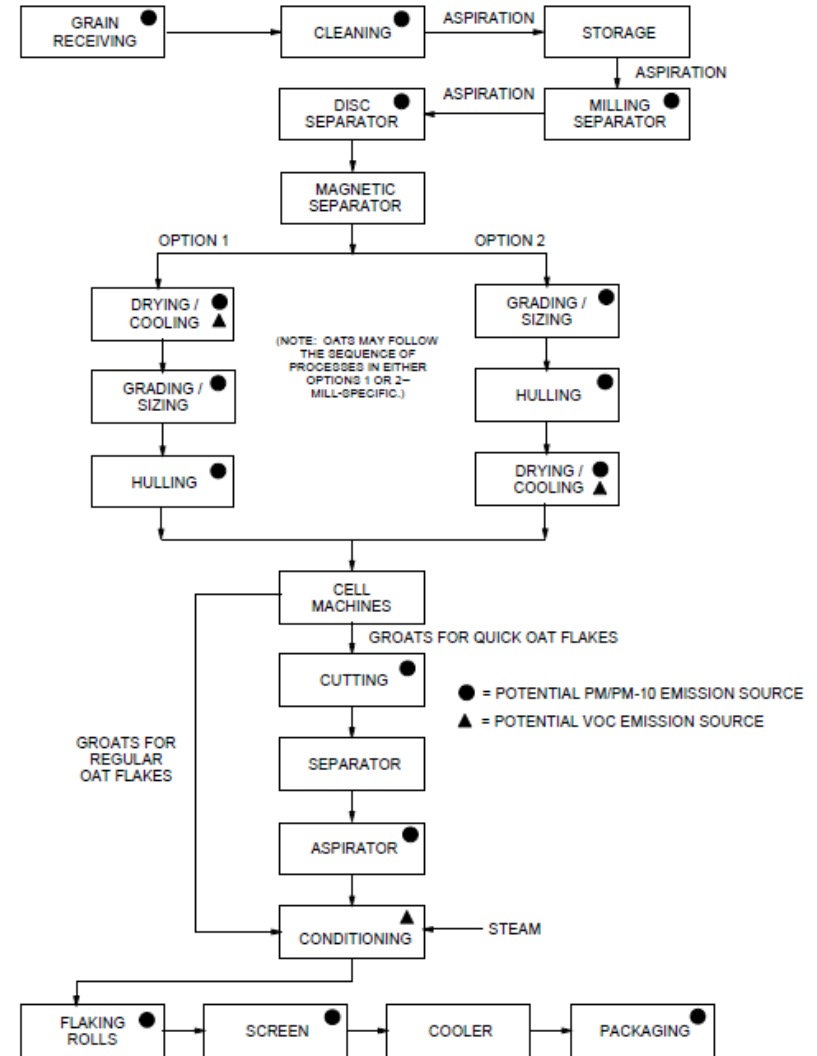 GRAIN
RECEIVING
CLEANING
ASPIRATION
STORAGE
ASPIRATION
DISC
SEPARATOR
ASPIRATION
MILLING
SEPARATOR
MAGNETIC
SEPARATOR
OPTION 1
OPTION 2
DRYING /
COOLING
GRADING /
SIZING
HULLING
(NOTE: OATS MAY FOLLOW
THE SEQUENCE OF
PROCESSES IN EITHER
OPTIONS 1 OR 2–
MILL-SPECIFIC.)
GRADING /
SIZING
HULLING
DRYING /
COOLING
CELL
MACHINES
GROATS FOR QUICK OAT FLAKES
CUTTING
= POTENTIAL PM/PM-10 EMISSION SOURCE
= POTENTIAL VOC EMISSION SOURCE
GROATS FOR
REGULAR
OAT FLAKES
SEPARATOR
ASPIRATOR
CONDITIONING
STEAM
FLAKING
ROLLS
SCREEN
COOLER
PACKAGING